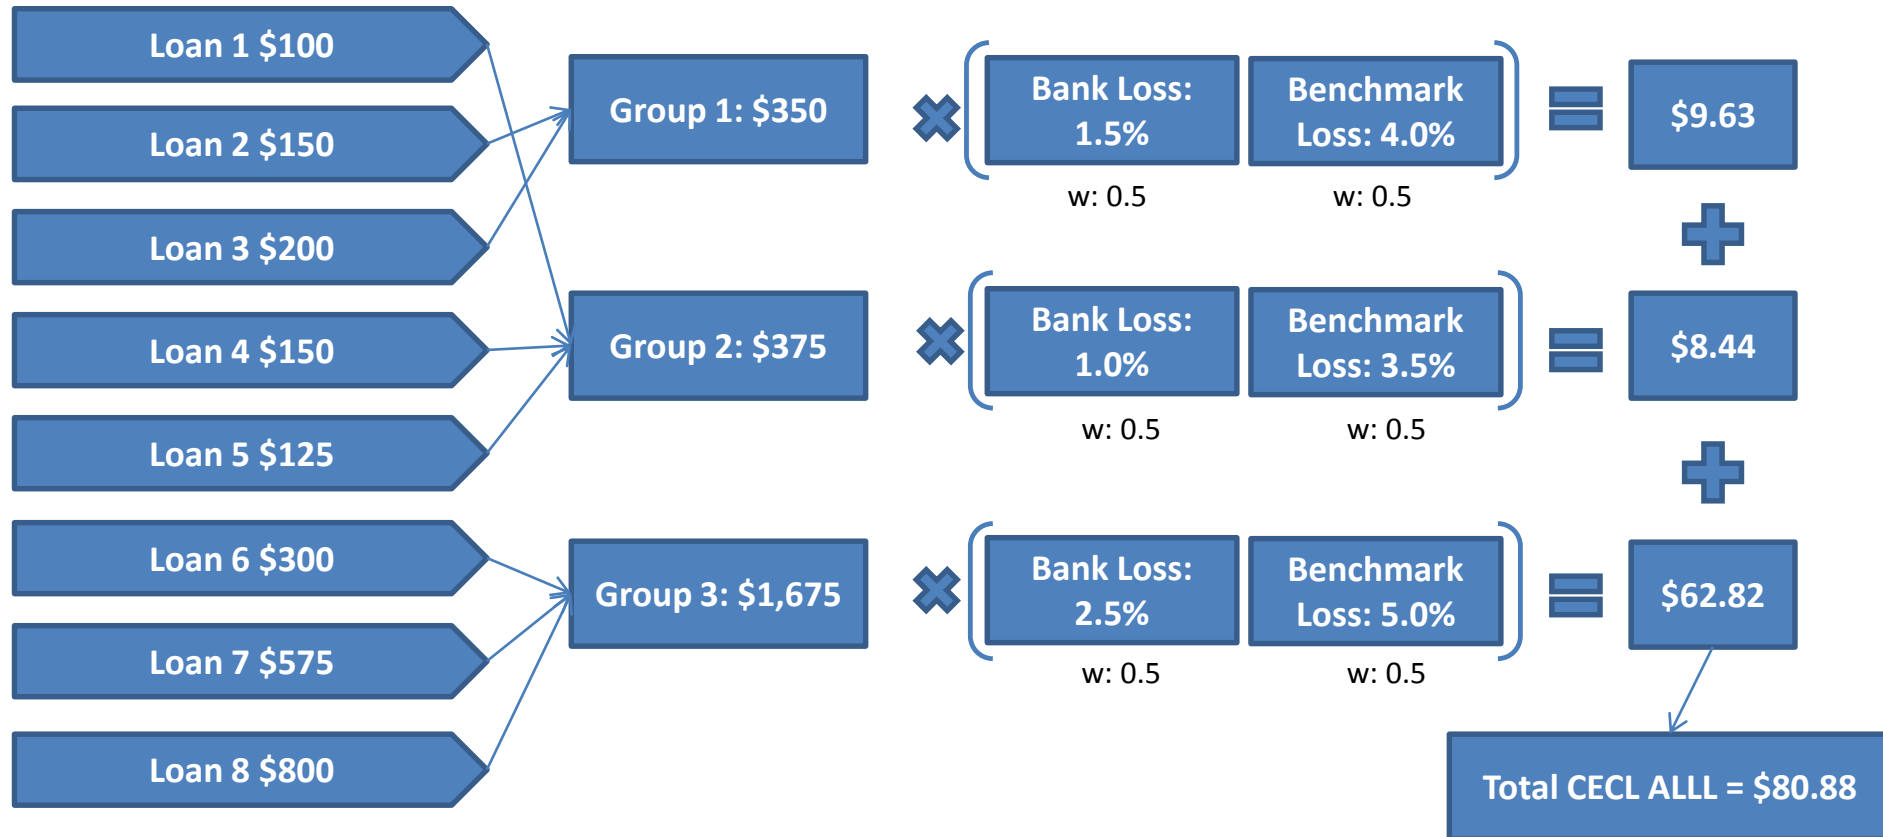 Loan 1 $100
Loan 2 $150
Loan 3 $200
Loan 4 $150
Loan 5 $125
Loan 6 $300
Loan 7 $575
Loan 8 $800
Group 1: $350
Bank Loss:
1.5%
w: 0.5
Benchmark
Loss: 4.0%
w: 0.5
$9.63
Group 2: $375
Bank Loss:
1.0%
w: 0.5
Benchmark
Loss: 3.5%
w: 0.5
$8.44
Group 3: $1,675
Bank Loss:
2.5%
w: 0.5
Benchmark
Loss: 5.0%
w: 0.5
$62.82
Total CECL ALLL = $80.88